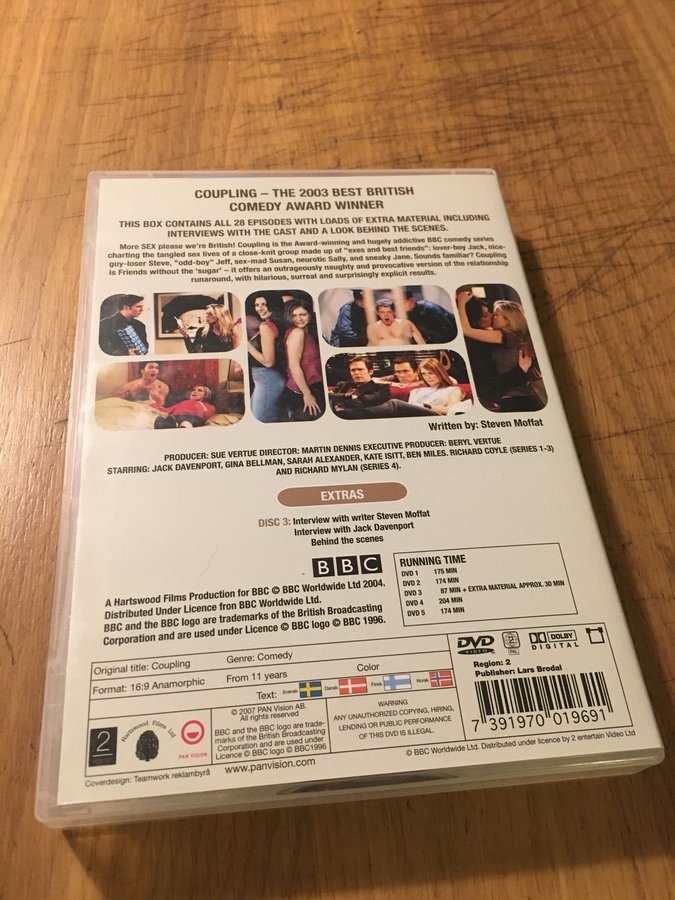 COUPLING – THE 2003 BEST BRITISH
COMEDY AWARD WINNER
THIS BOX CONTAINS ALL 28 EPISODES WITH LOADS OF EXTRA MATERIAL INCLUDING
INTERVIEWS WITH THE CAST AND A LOOK BEHIND THE SCENES.
More SEX please we're British! Coupling is the Award-winning and hugely addictive BBC comedy series
charting the tangled sex lives of a close-knit group made up of "exes and best friends": lover-boy Jack, nice-
guy-loser Steve, "odd-boy" Jeff, sex-mad Susan, neurotic Sally, and sneaky Jane. Sounds familiar? Coupling
is Friends without the 'sugar' – it offers an outrageously naughty and provocative version of the relationship
runaround, with hilarious, surreal and surprisingly explicit results.
Written by: Steven Moffat
PRODUCER: SUE VERTUE DIRECTOR: MARTIN DENNIS EXECUTIVE PRODUCER: BERYL VERTUE
STARRING: JACK DAVENPORT, GINA BELLMAN, SARAH ALEXANDER, KATE ISITT, BEN MILES. RICHARD COYLE (SERIES 1-3)
AND RICHARD MYLAN (SERIES 4).
EXTRAS
DISC 3: Interview with writer Steven Moffat
Interview with Jack Davenport
Behind the scenes
BBC
A Hartswood Films Production for BBC © BBC Worldwide Ltd 2004.
Distributed Under Licence fron BBC Worldwide Ltd.
BBC and the BBC logo are trademarks of the British Broadcasting
Corporation and are used under Licence © BBC logo © BBC 1996.
RUNNING TIME
DVD 1 175 MIN
DVD 2 174 MIN
DVD 3 87 MIN + EXTRA MATERIAL APPROX. 30 MIN
DVD 4 204 MIN
DVD 5 174 MIN
Original title: Coupling
Genre: Comedy
Color
Format: 16:9 Anamorphic
From 11 years
Text: Svensk Dansk Finsk Norsk
DVD VIDEO
2
PAL
DOLBY
DIGITAL
Region: 2
Publisher: Lars Brodal
7 391970 019691
2
Hartswood Films Ltd
PAN VISION
© 2007 PAN Vision AB.
All rights reserved
BBC and the BBC logo are trade-
marks of the British Broadcasting
Corporation and are used under
Licence © BBC logo © BBC1996
WARNING
ANY UNAUTHORIZED COPYING, HIRING,
LENDING OR PUBLIC PERFORMANCE
OF THIS DVD IS ILLEGAL.
Coverdesign: Teamwork reklambyrå
www.panvision.com
© BBC Worldwide Ltd. Distributed under licence by 2 entertain Video Ltd